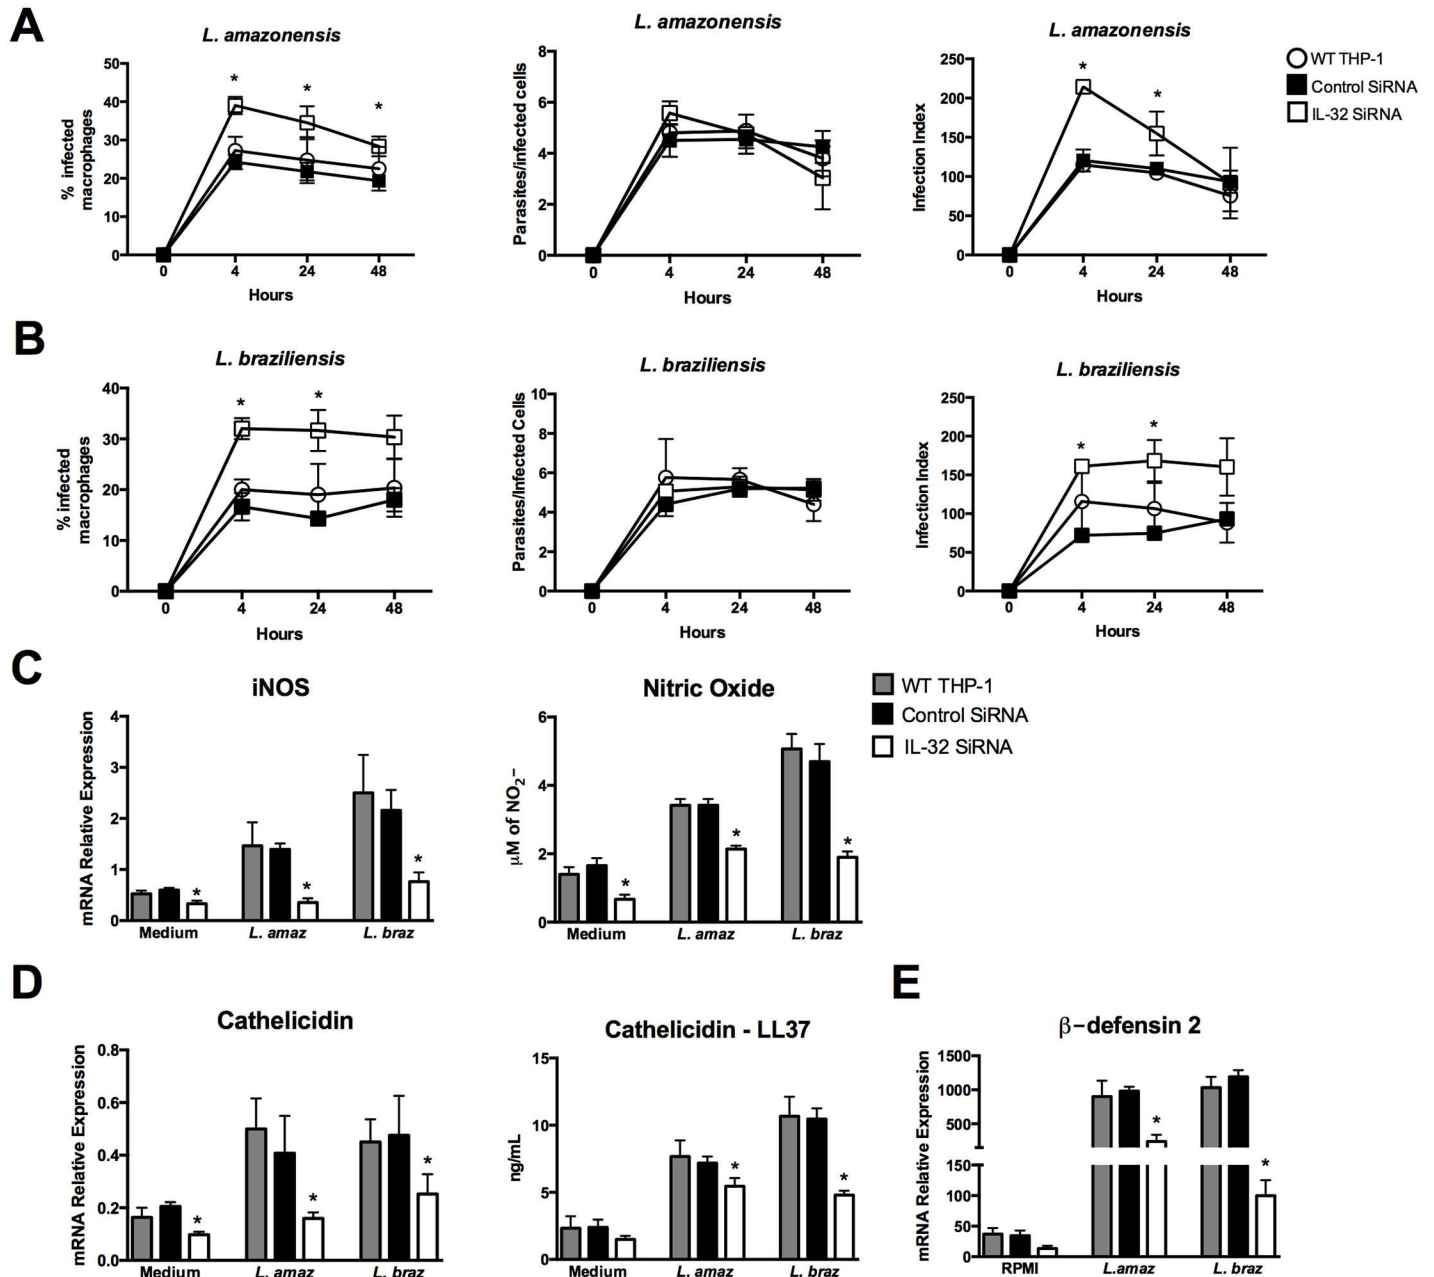 A
L. amazonensis
50
40
30
20
10
0
% infected
macrophages
* * *
0 4 24 48
Hours
L. amazonensis
8
6
4
2
0
Parasites/infected cells
0 4 24 48
Hours
L. amazonensis
250
200
150
100
50
0
Infection Index
* *
0 4 24 48
Hours
WT THP-1
Control SiRNA
IL-32 SiRNA
B
L. braziliensis
40
30
20
10
0
% infected
macrophages
* *
0 4 24 48
Hours
L. braziliensis
10
8
6
4
2
0
Parasites/Infected Cells
0 4 24 48
Hours
L. braziliensis
250
200
150
100
50
0
Infection Index
* *
0 4 24 48
Hours
C
iNOS
4
3
2
1
0
mRNA Relative Expression
* * *
Medium L. amaz L. braz
Nitric Oxide
6
4
2
0
µM of NO₂⁻
* * *
Medium L. amaz L. braz
WT THP-1
Control SiRNA
IL-32 SiRNA
D
Cathelicidin
0.8
0.6
0.4
0.2
0.0
mRNA Relative Expression
* * *
Medium L. amaz L. braz
Cathelicidin - LL37
15
10
5
0
ng/mL
* *
Medium L. amaz L. braz
E
β-defensin 2
1500
1000
500
150
100
50
0
mRNA Relative Expression
* *
RPMI L.amaz L. braz